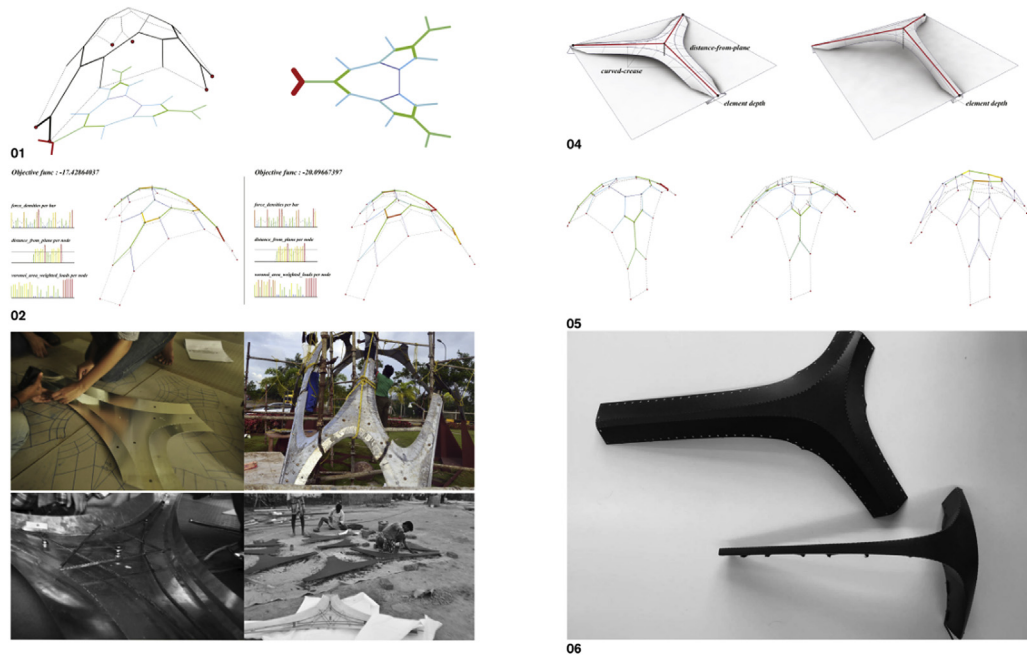 01
Objective func : -17.42864037
force_densities per bar
distance_from_plane per node
voronoi_area_weighted_loads per node
Objective func : -20.09667397
force_densities per bar
distance_from_plane per node
voronoi_area_weighted_loads per node
02
distance-from-plane
curved-crease
element depth
element depth
04
05
06